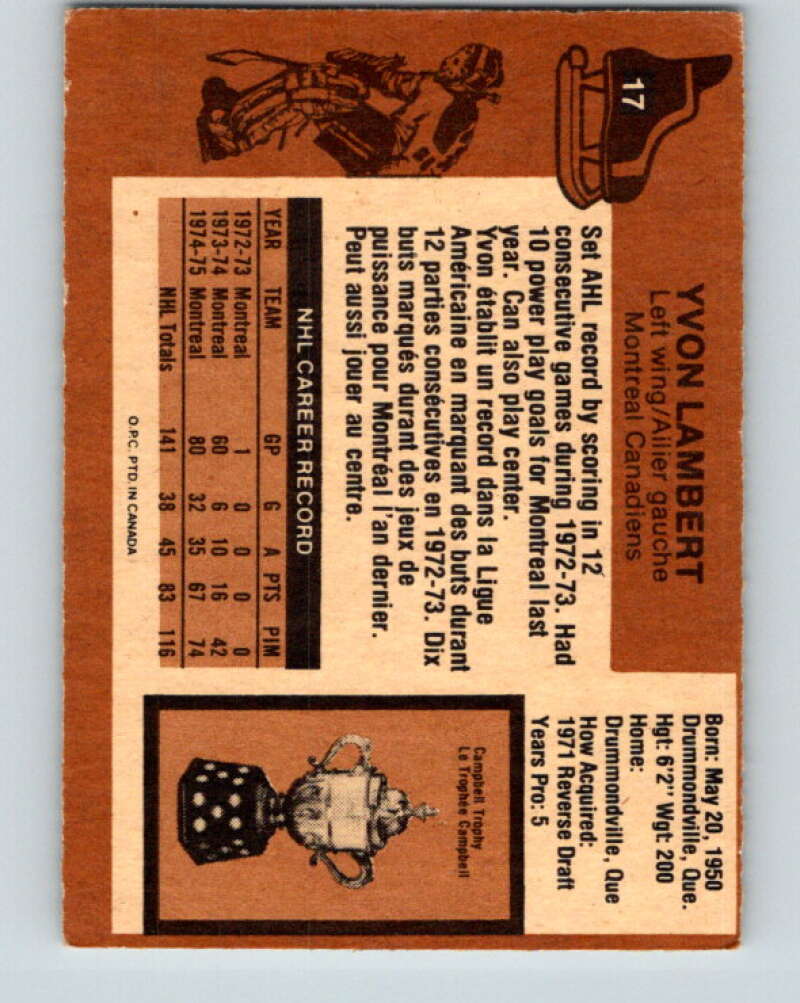 17
YVON LAMBERT
Left wing/Ailier gauche
Montreal Canadiens
Born: May 20, 1950
Drummondville, Que.
Hgt: 6'2" Wgt: 200
Home:
Drummondville, Que
How Acquired:
1971 Reverse Draft
Years Pro: 5
Set AHL record by scoring in 12
consecutive games during 1972-73. Had
10 power play goals for Montreal last
year. Can also play center.
Yvon établit un record dans la Ligue
Américaine en marquant des buts durant
12 parties consécutives en 1972-73. Dix
buts marqués durant des jeux de
puissance pour Montréal l'an dernier.
Peut aussi jouer au centre.
NHL CAREER RECORD
YEAR TEAM GP G A PTS PIM
1972-73 Montreal 1 0 0 0 0
1973-74 Montreal 60 6 10 16 42
1974-75 Montreal 80 32 35 67 74
NHL Totals 141 38 45 83 116
O.P.C. PTD. IN CANADA
Campbell Trophy
Le Trophée Campbell